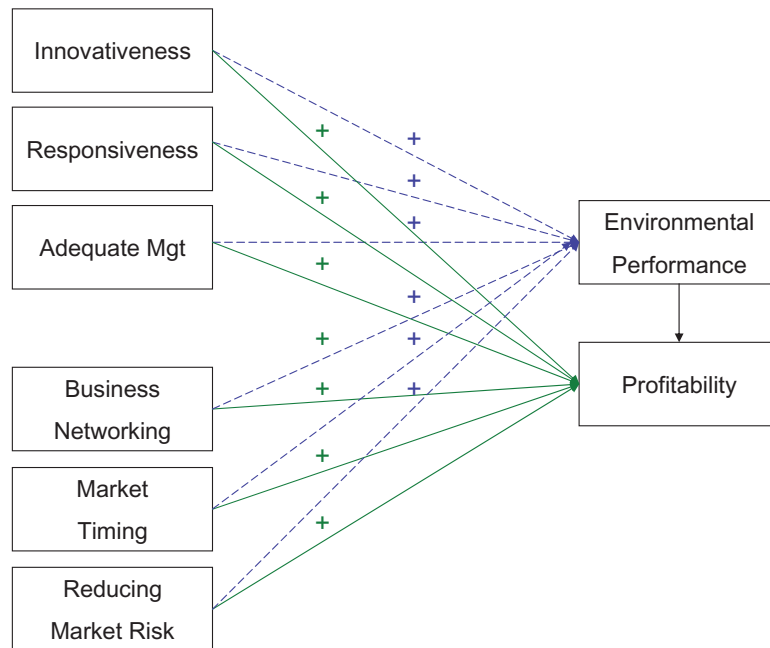 Innovativeness
Responsiveness
Adequate Mgt
Business
Networking
Market
Timing
Reducing
Market Risk
+
+
+
+
+
+
+
+
+
+
+
+
+
Environmental
Performance
Profitability